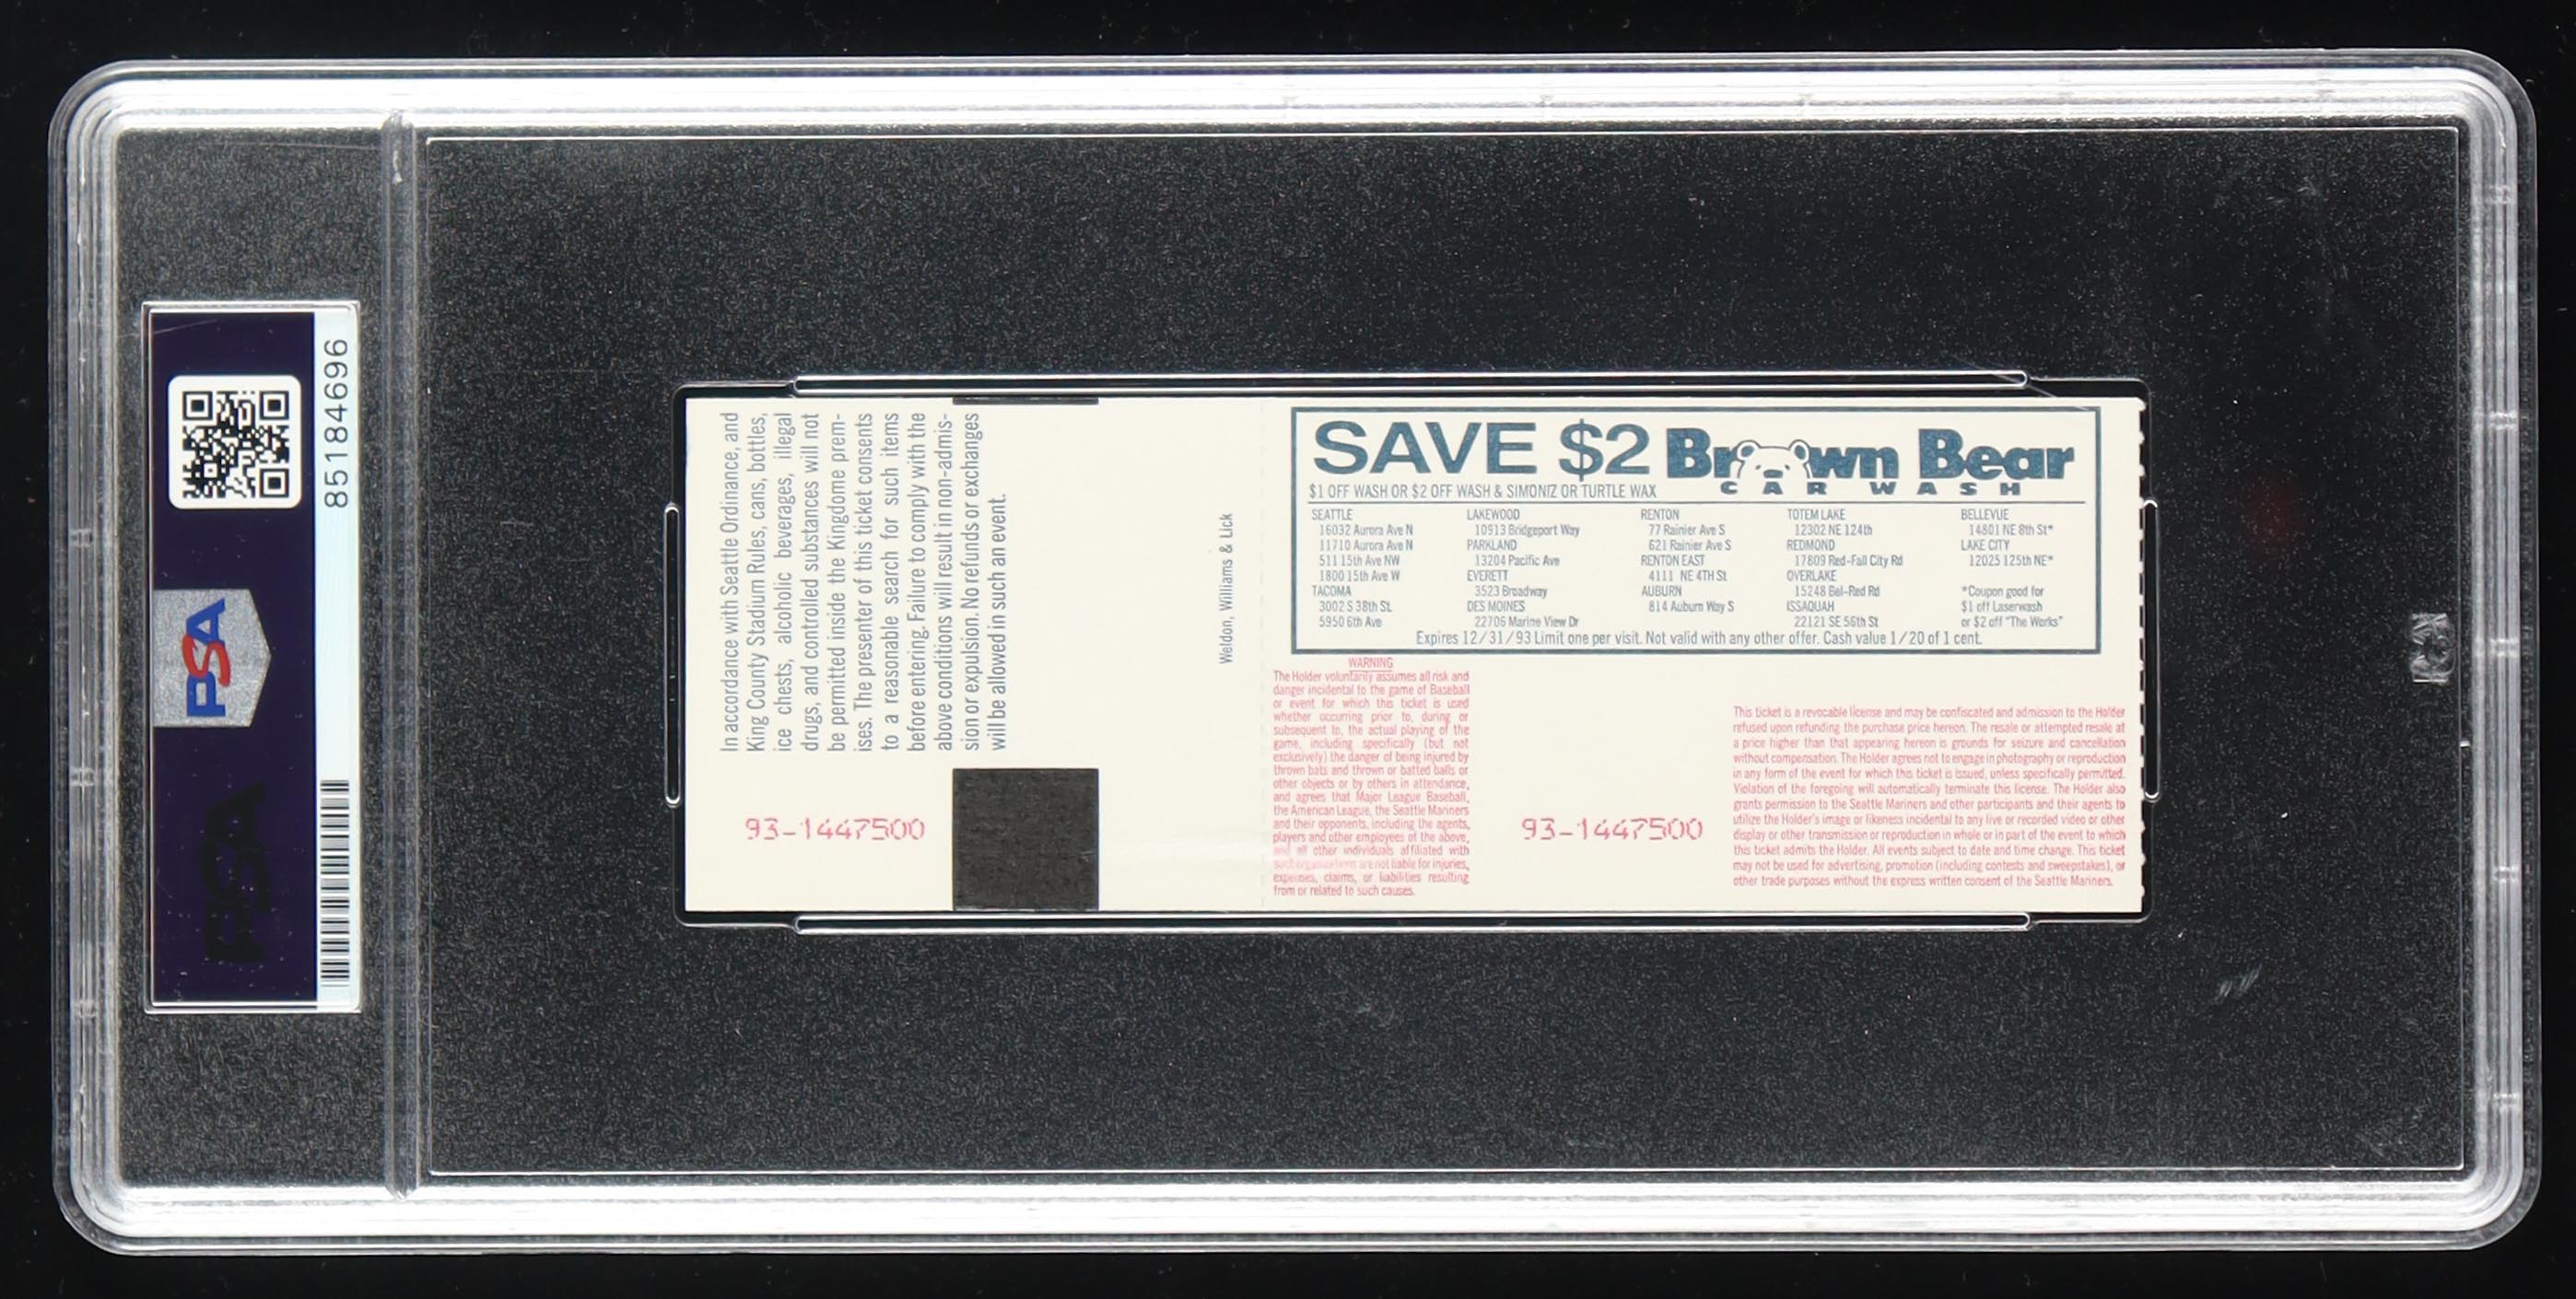 85184696
PSA
PSA
In accordance with Seattle Ordinance, and
King County Stadium Rules, cans, bottles,
ice chests, alcoholic beverages, illegal
drugs, and controlled substances will not
be permitted inside the Kingdome prem-
ises. The presenter of this ticket consents
to a reasonable search for such items
before entering. Failure to comply with the
above conditions will result in non-admis-
sion or expulsion. No refunds or exchanges
will be allowed in such an event.
93-1447500
Weldon, Williams & Lick
SAVE $2 Brown Bear
CAR WASH
$1 OFF WASH OR $2 OFF WASH & SIMONIZ OR TURTLE WAX
SEATTLE
16032 Aurora Ave N
11710 Aurora Ave N
511 15th Ave NW
1800 15th Ave W
TACOMA
3002 S 38th St.
5950 6th Ave
LAKEWOOD
10913 Bridgeport Way
PARKLAND
13204 Pacific Ave
EVERETT
3523 Broadway
DES MOINES
22706 Marine View Dr
RENTON
77 Rainier Ave S
621 Rainier Ave S
RENTON EAST
4111 NE 4TH St
AUBURN
814 Auburn Way S
TOTEM LAKE
12302 NE 124th
REDMOND
17809 Red-Fall City Rd
OVERLAKE
15248 Bel-Red Rd
ISSAQUAH
22121 SE 56th St
BELLEVUE
14801 NE 8th St*
LAKE CITY
12025 125th NE*
*Coupon good for
$1 off Laserwash
or $2 off "The Works"
Expires 12/31/93 Limit one per visit. Not valid with any other offer. Cash value 1/20 of 1 cent.
WARNING
The Holder voluntarily assumes all risk and
danger incidental to the game of Baseball
or event for which this ticket is used
whether occurring prior to, during or
subsequent to, the actual playing of the
game, including specifically (but not
exclusively) the danger of being injured by
thrown bats and thrown or batted balls or
other objects or by others in attendance,
and agrees that Major League Baseball,
the American League, the Seattle Mariners
and their opponents, including the agents,
players and other employees of the above,
and all other individuals affiliated with
such organizations are not liable for injuries,
expenses, claims, or liabilities resulting
from or related to such causes.
93-1447500
This ticket is a revocable license and may be confiscated and admission to the Holder
refused upon refunding the purchase price hereon. The resale or attempted resale at
a price higher than that appearing hereon is grounds for seizure and cancellation
without compensation. The Holder agrees not to engage in photography or reproduction
in any form of the event for which this ticket is issued, unless specifically permitted.
Violation of the foregoing will automatically terminate this license. The Holder also
grants permission to the Seattle Mariners and other participants and their agents to
utilize the Holder's image or likeness incidental to any live or recorded video or other
display or other transmission or reproduction in whole or in part of the event to which
this ticket admits the Holder. All events subject to date and time change. This ticket
may not be used for advertising, promotion (including contests and sweepstakes), or
other trade purposes without the express written consent of the Seattle Mariners.